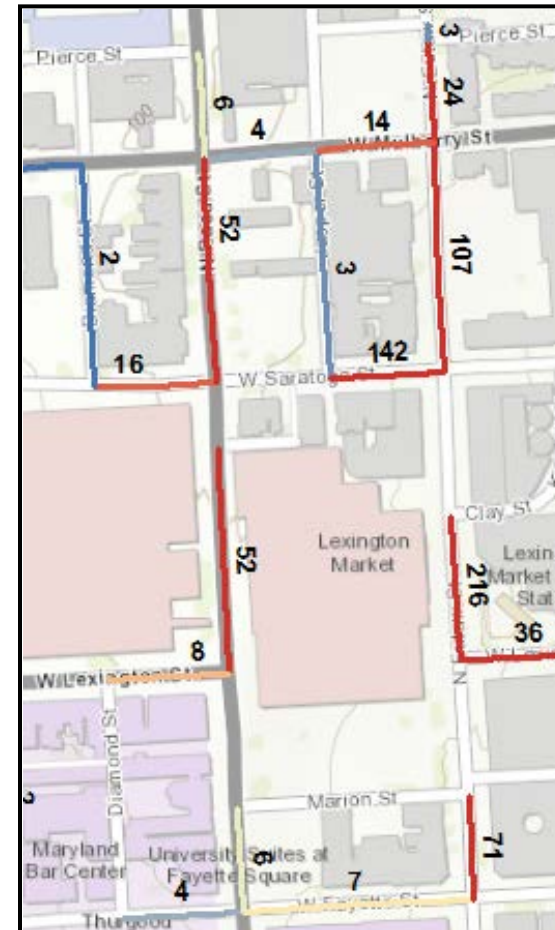 3
Pierce St
Pierce St
24
6
4
14
W Mulberry St
100
52
2
3
107
16
142
W Saratoga St
Clay St
Lexington
Market
Lexin
Market
Stat
52
216
36
8
W Lexington St
Diamond St
Marion St
71
Maryland
Bar Center
University Suites at
Fayette Square
6
7
4
W Fayette St
Thurgood